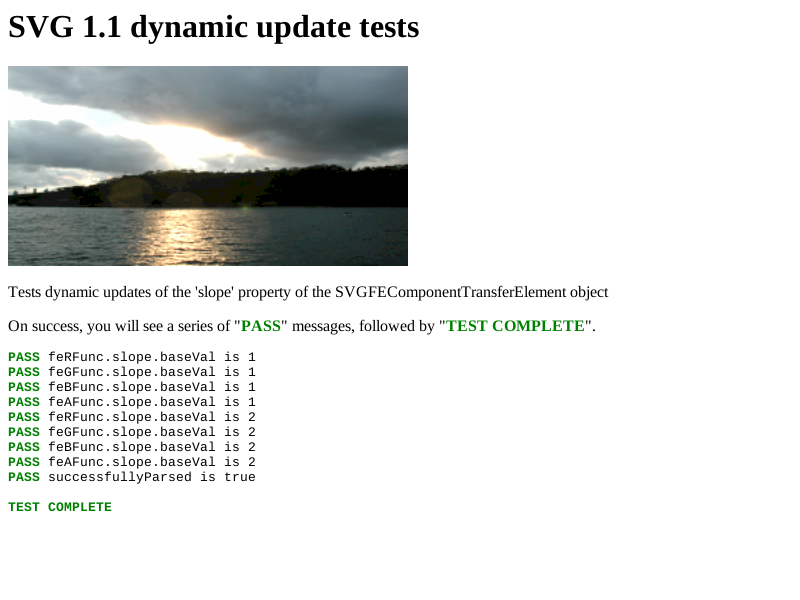 SVG 1.1 dynamic update tests
Tests dynamic updates of the 'slope' property of the SVGFEComponentTransferElement object
On success, you will see a series of "PASS" messages, followed by "TEST COMPLETE".
PASS feRFunc.slope.baseVal is 1
PASS feGFunc.slope.baseVal is 1
PASS feBFunc.slope.baseVal is 1
PASS feAFunc.slope.baseVal is 1
PASS feRFunc.slope.baseVal is 2
PASS feGFunc.slope.baseVal is 2
PASS feBFunc.slope.baseVal is 2
PASS feAFunc.slope.baseVal is 2
PASS successfullyParsed is true
TEST COMPLETE